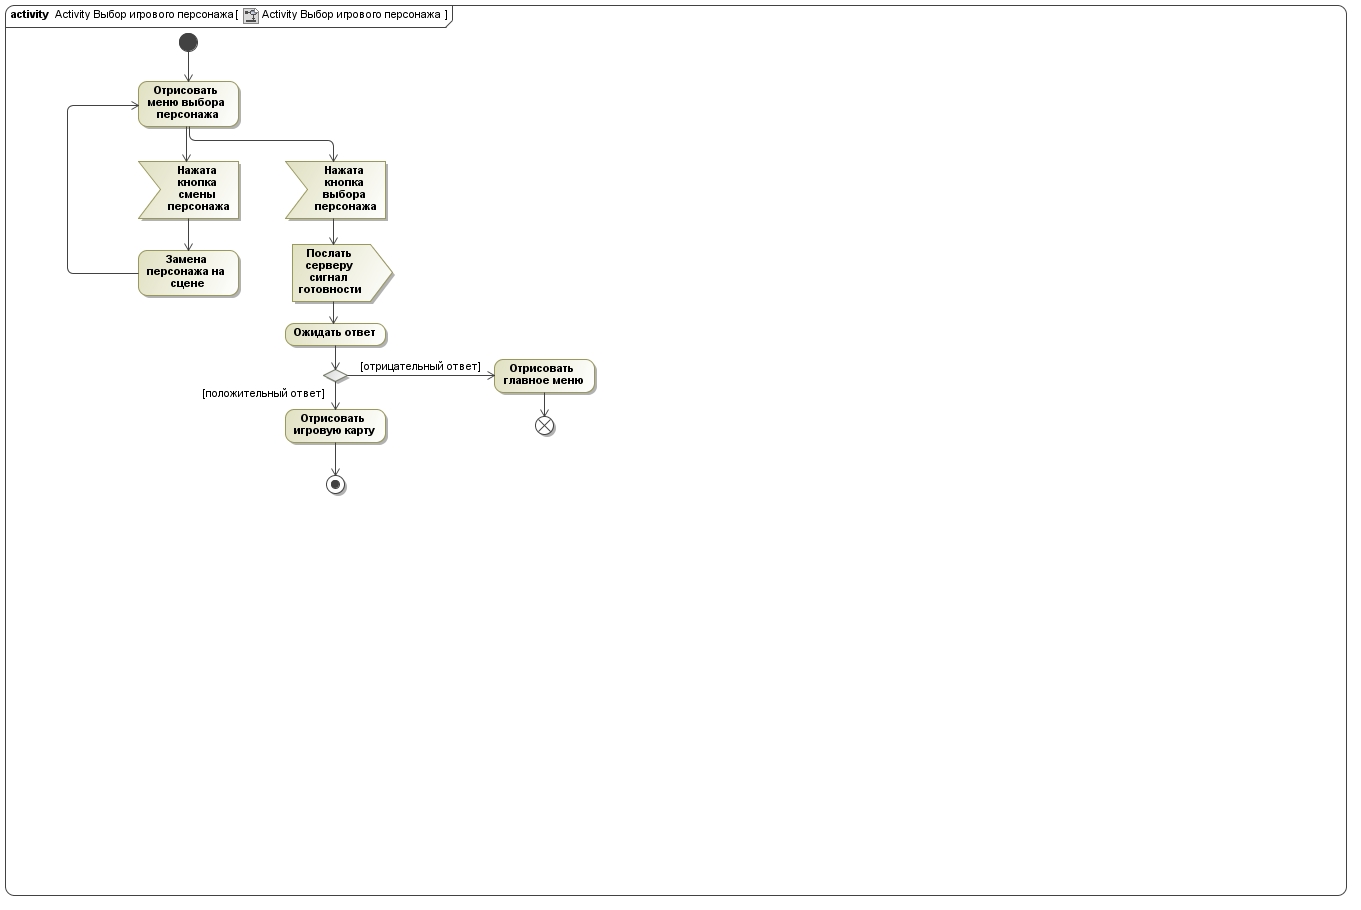 activity Activity Выбор игрового персонажа [ Activity Выбор игрового персонажа ]
Отрисовать
меню выбора
персонажа
Нажата
кнопка
смены
персонажа
Нажата
кнопка
выбора
персонажа
Замена
персонажа на
сцене
Послать
серверу
сигнал
готовности
Ожидать ответ
[отрицательный ответ]
Отрисовать
главное меню
[положительный ответ]
Отрисовать
игровую карту